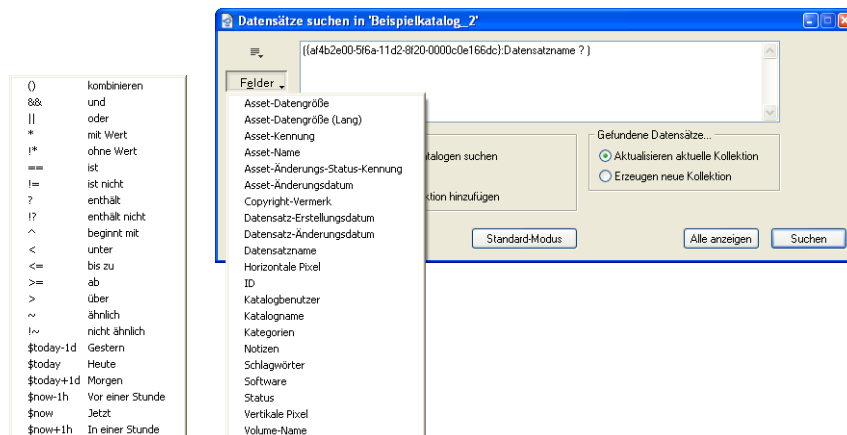 Datensätze suchen in 'Beispielkatalog_2'
({af4b2e00-5f6a-11d2-8f20-0000c0e166dc}:Datensatzname ? )
Felder
() kombinieren
&& und
|| oder
* mit Wert
!* ohne Wert
== ist
!= ist nicht
? enthält
!? enthält nicht
^ beginnt mit
< unter
<= bis zu
>= ab
> über
~ ähnlich
!~ nicht ähnlich
$today-1d Gestern
$today Heute
$today+1d Morgen
$now-1h Vor einer Stunde
$now Jetzt
$now+1h In einer Stunde
Asset-Datengröße
Asset-Datengröße (Lang)
Asset-Kennung
Asset-Name
Asset-Änderungs-Status-Kennung
Asset-Änderungsdatum
Copyright-Vermerk
Datensatz-Erstellungsdatum
Datensatz-Änderungsdatum
Datensatzname
Horizontale Pixel
ID
Katalogbenutzer
Katalogname
Kategorien
Notizen
Schlagwörter
Software
Status
Vertikale Pixel
Volume-Name
talogen suchen
ktion hinzufügen
Gefundene Datensätze...
Aktualisieren aktuelle Kollektion
Erzeugen neue Kollektion
Standard-Modus
Alle anzeigen
Suchen